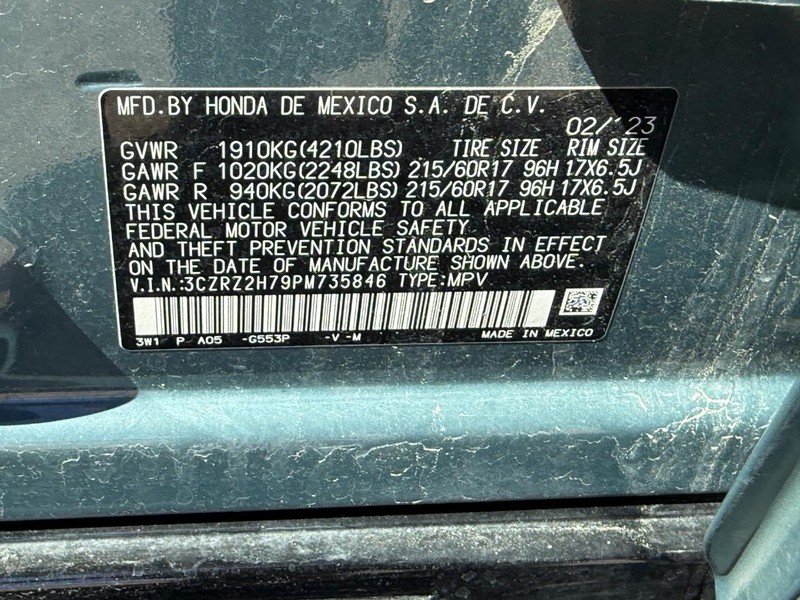 MFD.BY HONDA DE MEXICO S.A. DE C.V.
02/'23
GVWR 1910KG(4210LBS) TIRE SIZE RIM SIZE
GAWR F 1020KG(2248LBS) 215/60R17 96H 17X6.5J
GAWR R 940KG(2072LBS) 215/60R17 96H 17X6.5J
THIS VEHICLE CONFORMS TO ALL APPLICABLE
FEDERAL MOTOR VEHICLE SAFETY
AND THEFT PREVENTION STANDARDS IN EFFECT
ON THE DATE OF MANUFACTURE SHOWN ABOVE.
V.I.N.:3CZRZ2H79PM735846 TYPE:MPV
3W1 P A05 -G553P -V -M MADE IN MEXICO